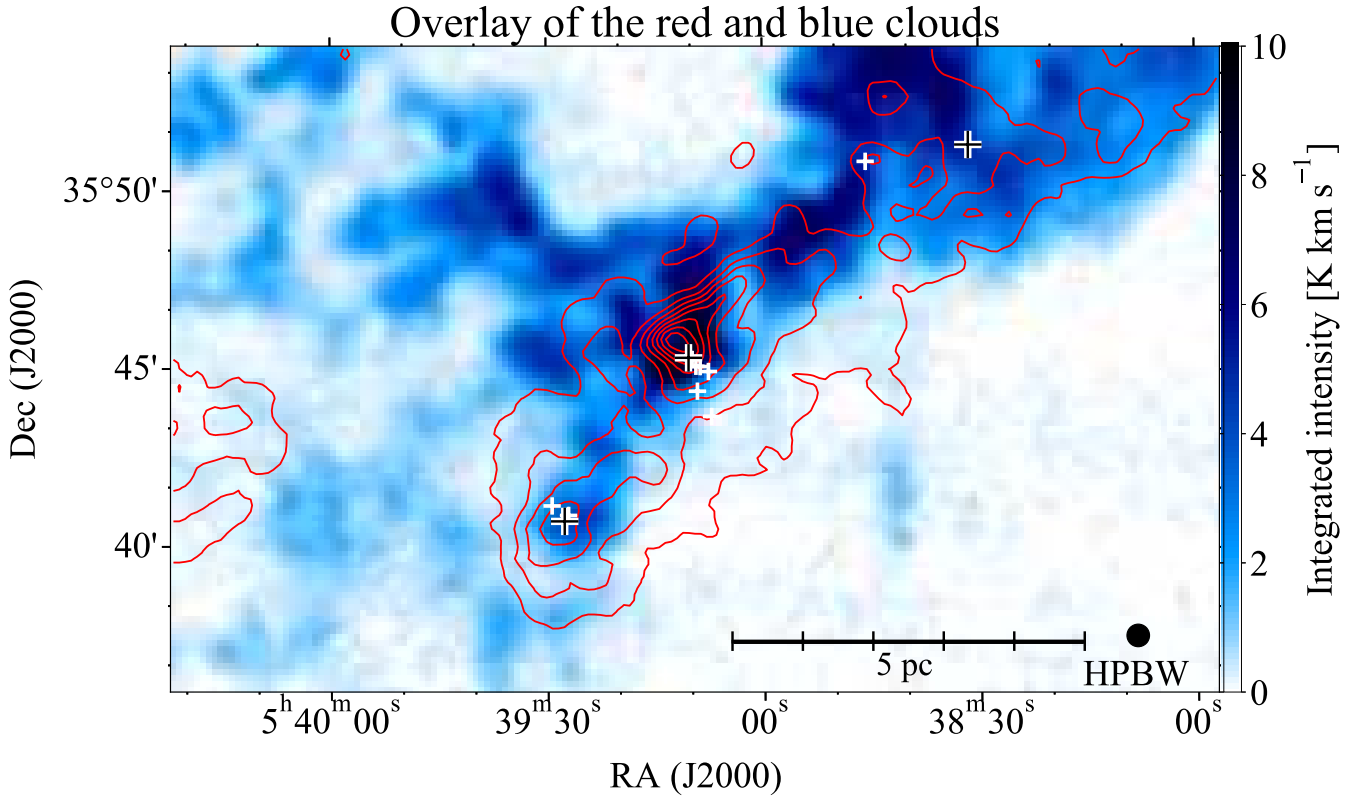 Overlay of the red and blue clouds
10
8
6
4
2
0
Integrated intensity [K km s⁻¹]
35°50'
45'
40'
Dec (J2000)
5 pc
HPBW
5ʰ40ᵐ00ˢ
39ᵐ30ˢ
00ˢ
38ᵐ30ˢ
00ˢ
RA (J2000)